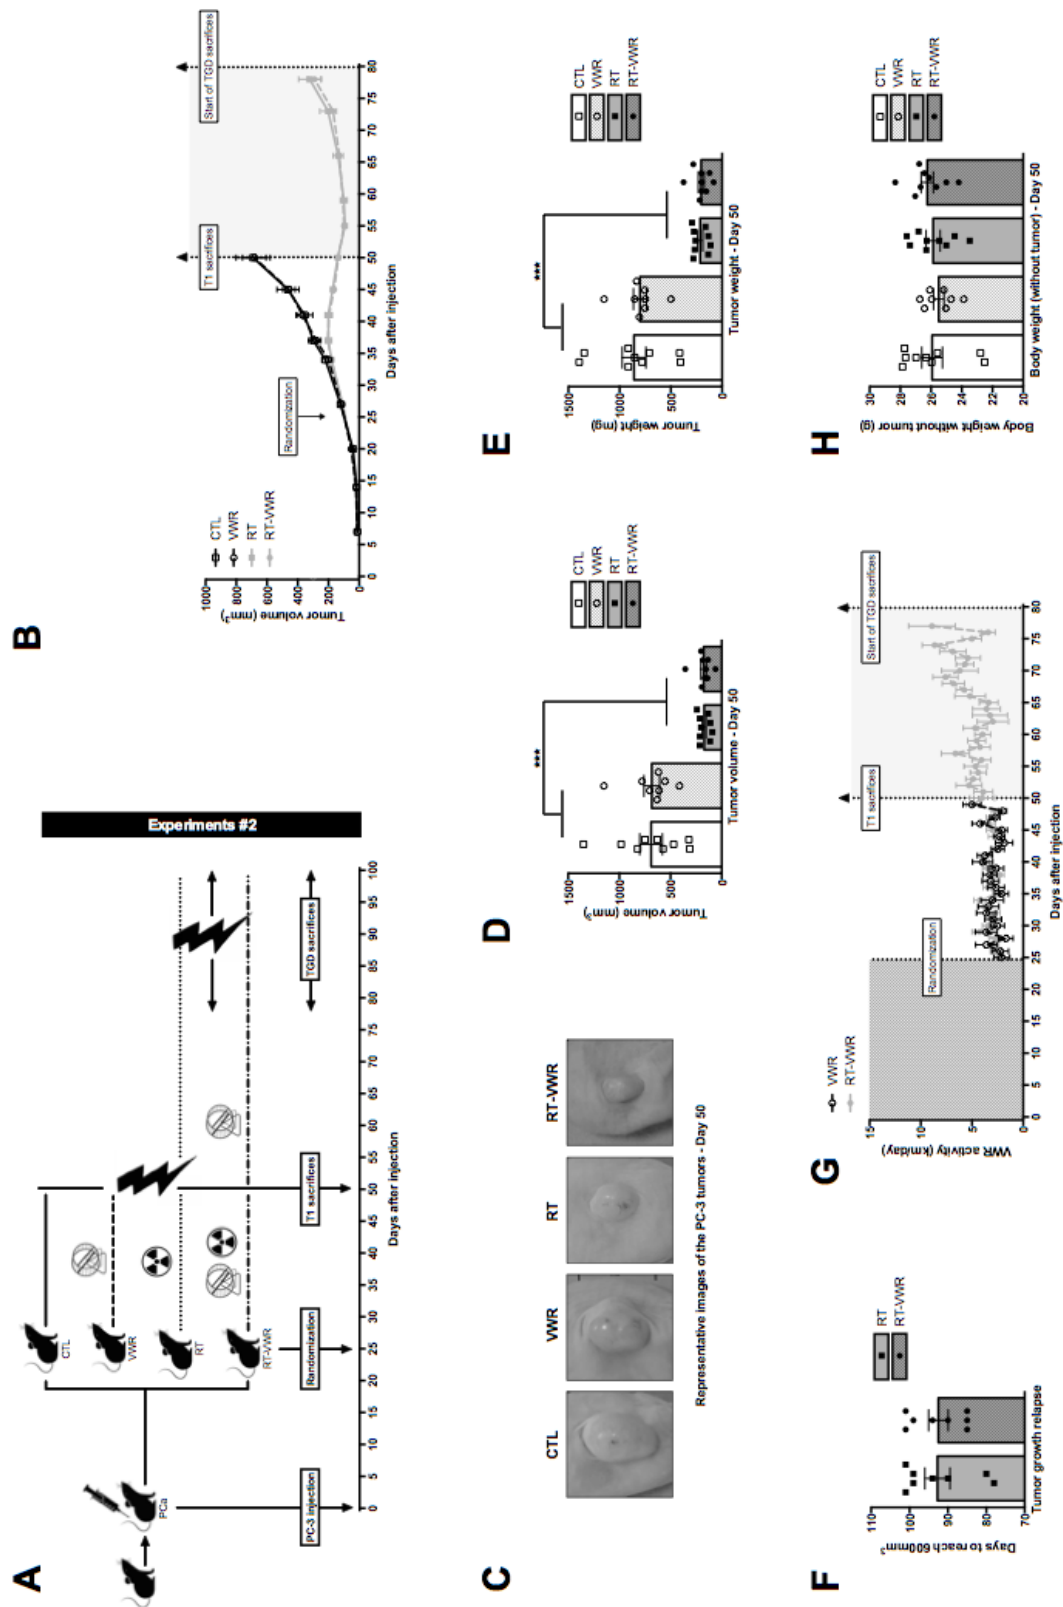 A
Experiments #2
CTL
VWR
RT
RT-VWR
PCa
PC-3 injection
Randomization
T1 sacrifices
TGD sacrifices
0 5 10 15 20 25 30 35 40 45 50 55 60 65 70 75 80 85 90 95 100
Days after injection
B
CTL
VWR
RT
RT-VWR
Randomization
T1 sacrifices
Start of TGD sacrifices
Tumor volume (mm³)
1000
800
600
400
200
0
0 5 10 15 20 25 30 35 40 45 50 55 60 65 70 75 80
Days after injection
C
CTL VWR RT RT-VWR
Representative images of the PC-3 tumors - Day 50
D
Tumor volume (mm³)
1500
1000
500
0
***
CTL
VWR
RT
RT-VWR
Tumor volume - Day 50
E
Tumor weight (mg)
1500
1000
500
0
***
CTL
VWR
RT
RT-VWR
Tumor weight - Day 50
F
Days to reach 600mm³
110
100
90
80
70
RT
RT-VWR
Tumor growth relapse
G
VWR
RT-VWR
Randomization
T1 sacrifices
Start of TGD sacrifices
VWR activity (km/day)
15
10
5
0
0 5 10 15 20 25 30 35 40 45 50 55 60 65 70 75 80
Days after injection
H
Body weight without tumor (g)
30
28
26
24
22
20
CTL
VWR
RT
RT-VWR
Body weight (without tumor) - Day 50